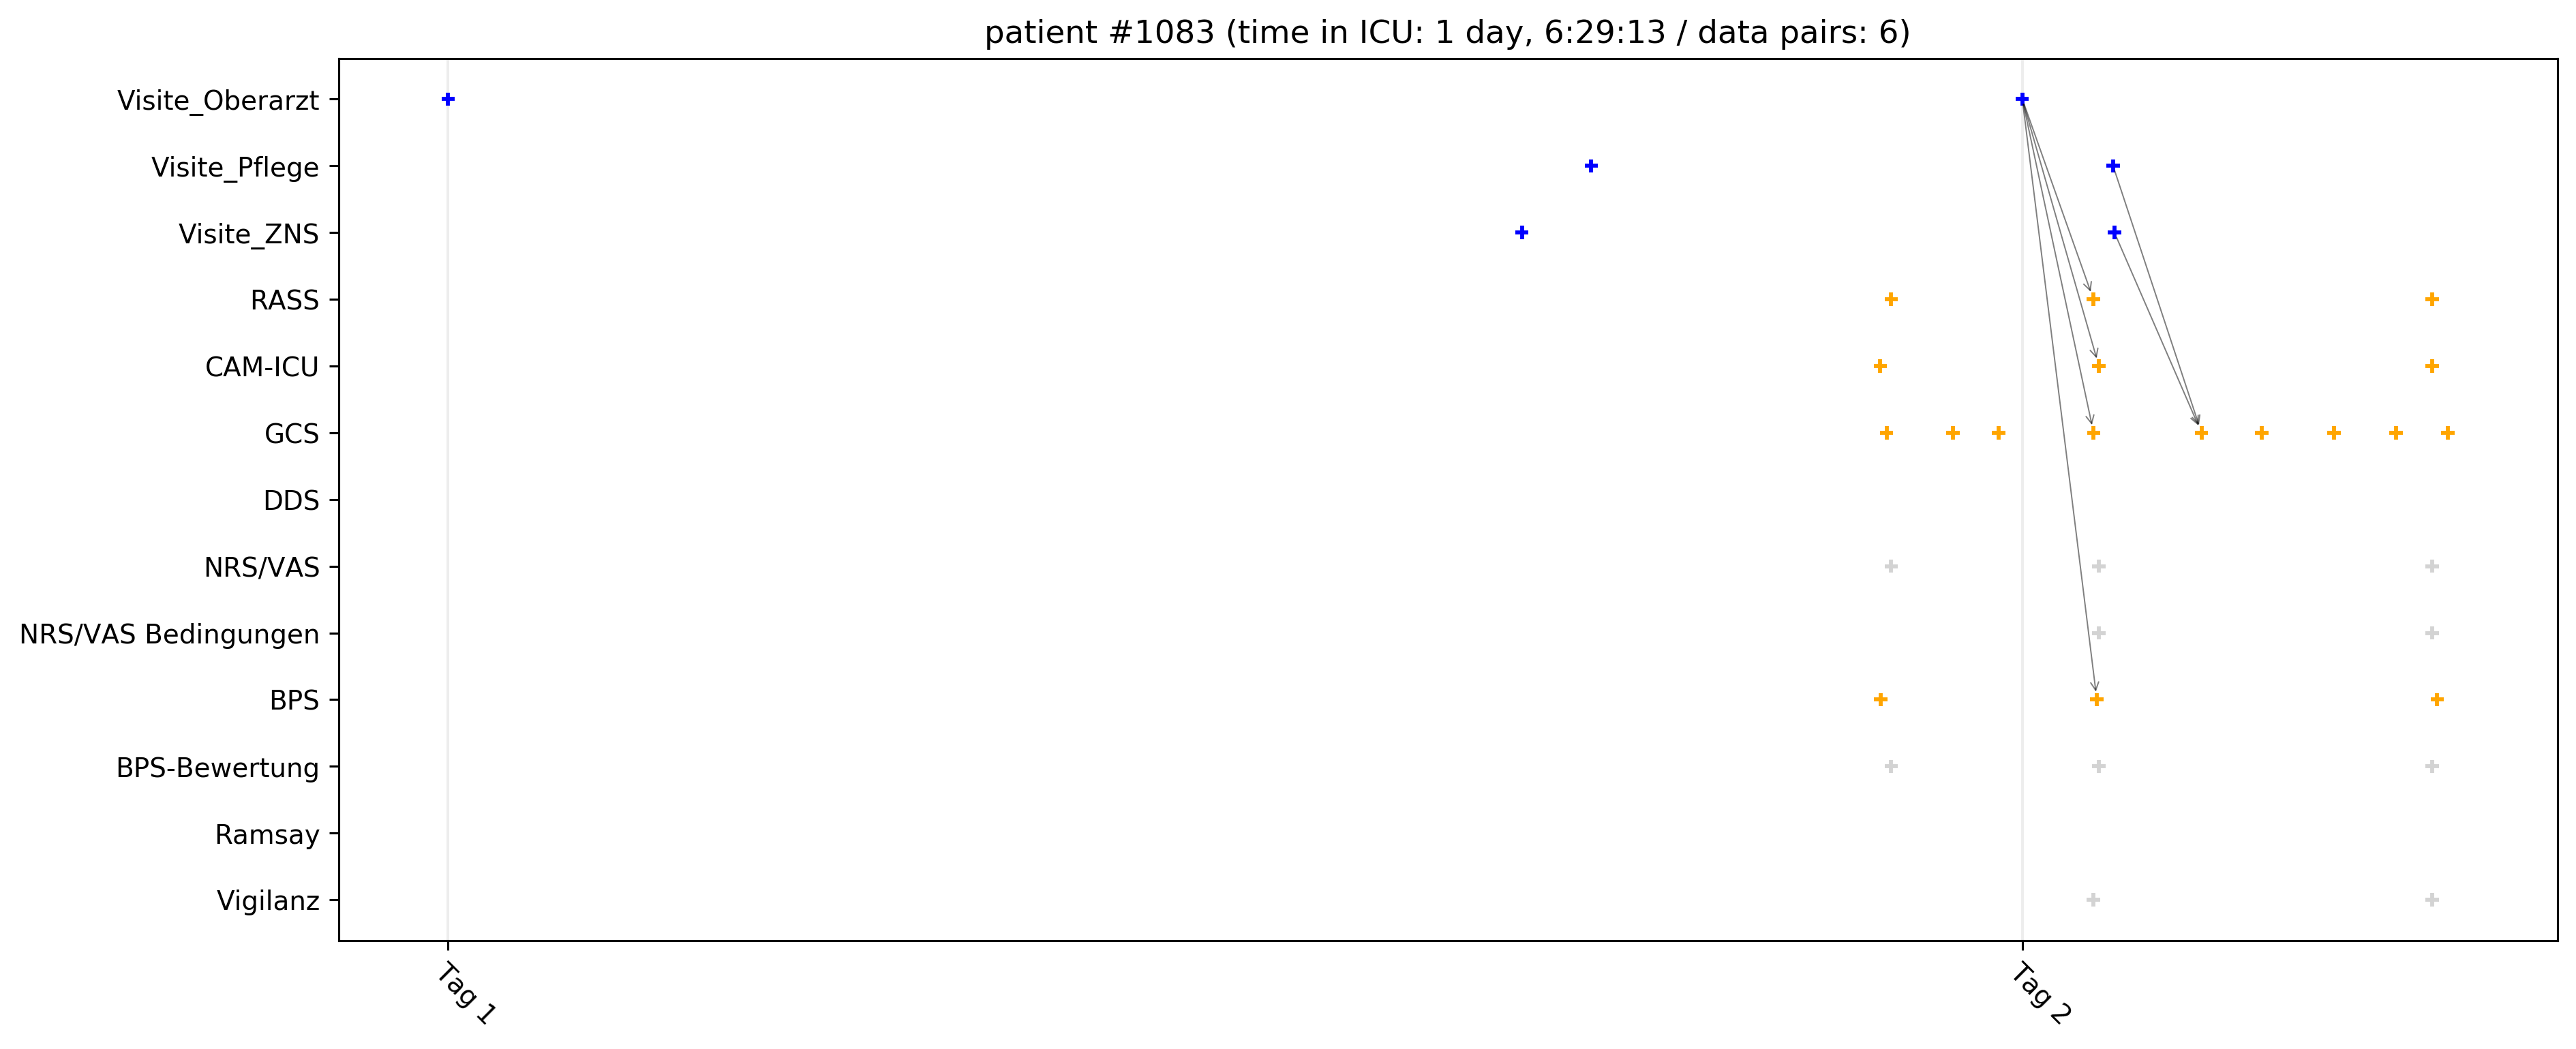 patient #1083 (time in ICU: 1 day, 6:29:13 / data pairs: 6)
Visite_Oberarzt
Visite_Pflege
Visite_ZNS
RASS
CAM-ICU
GCS
DDS
NRS/VAS
NRS/VAS Bedingungen
BPS
BPS-Bewertung
Ramsay
Vigilanz
Tag 1
Tag 2